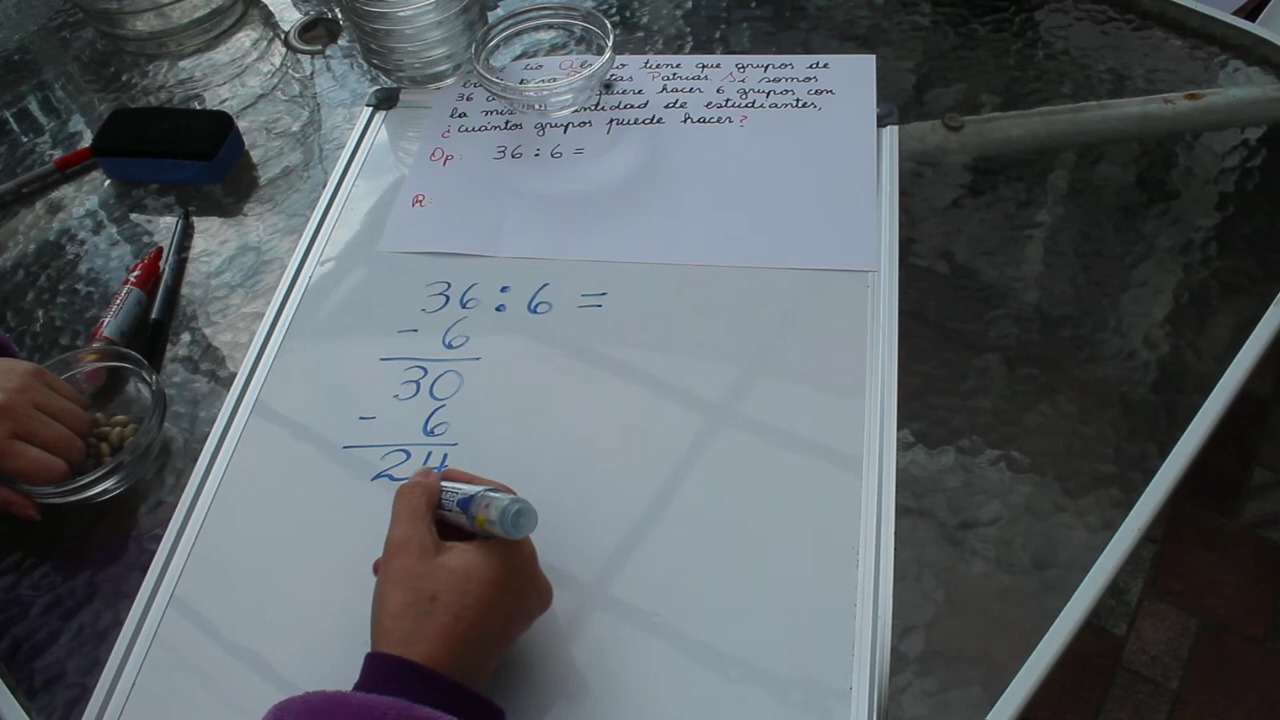 tio tiene que grupos de
Patrias. Si somos
36 quiere hacer 6 grupos con
la cantidad de estudiantes,
¿cuántos grupos puede hacer?
Op: 36:6=
R:
36:6=
- 6
30
- 6
24